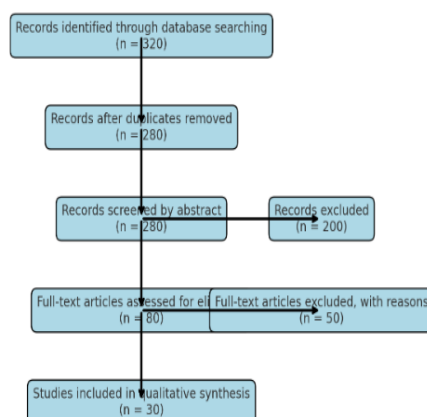 Records identified through database searching
(n = 320)
Records after duplicates removed
(n = 280)
Records screened by abstract
(n = 280)
Records excluded
(n = 200)
Full-text articles assessed for eli
(n = 80)
Full-text articles excluded, with reasons
(n = 50)
Studies included in qualitative synthesis
(n = 30)